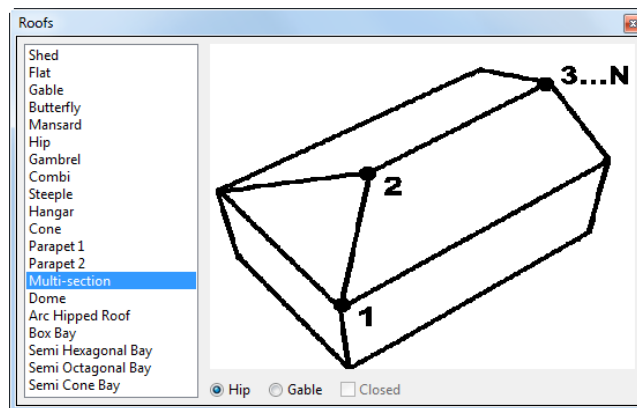 Roofs
Shed
Flat
Gable
Butterfly
Mansard
Hip
Gambrel
Combi
Steeple
Hangar
Cone
Parapet 1
Parapet 2
Multi-section
Dome
Arc Hipped Roof
Box Bay
Semi Hexagonal Bay
Semi Octagonal Bay
Semi Cone Bay
3...N
2
1
Hip Gable Closed